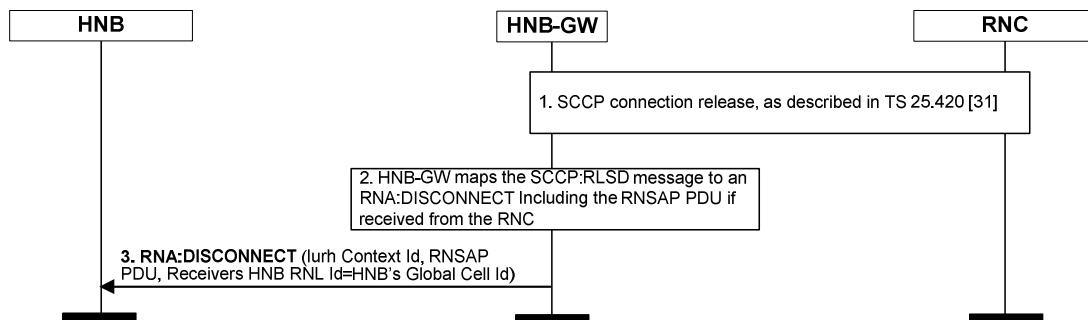 HNB
HNB-GW
RNC
1. SCCP connection release, as described in TS 25.420 [31]
2. HNB-GW maps the SCCP:RLSD message to an
RNA:DISCONNECT Including the RNSAP PDU if
received from the RNC
3. RNA:DISCONNECT (Iurh Context Id, RNSAP
PDU, Receivers HNB RNL Id=HNB's Global Cell Id)